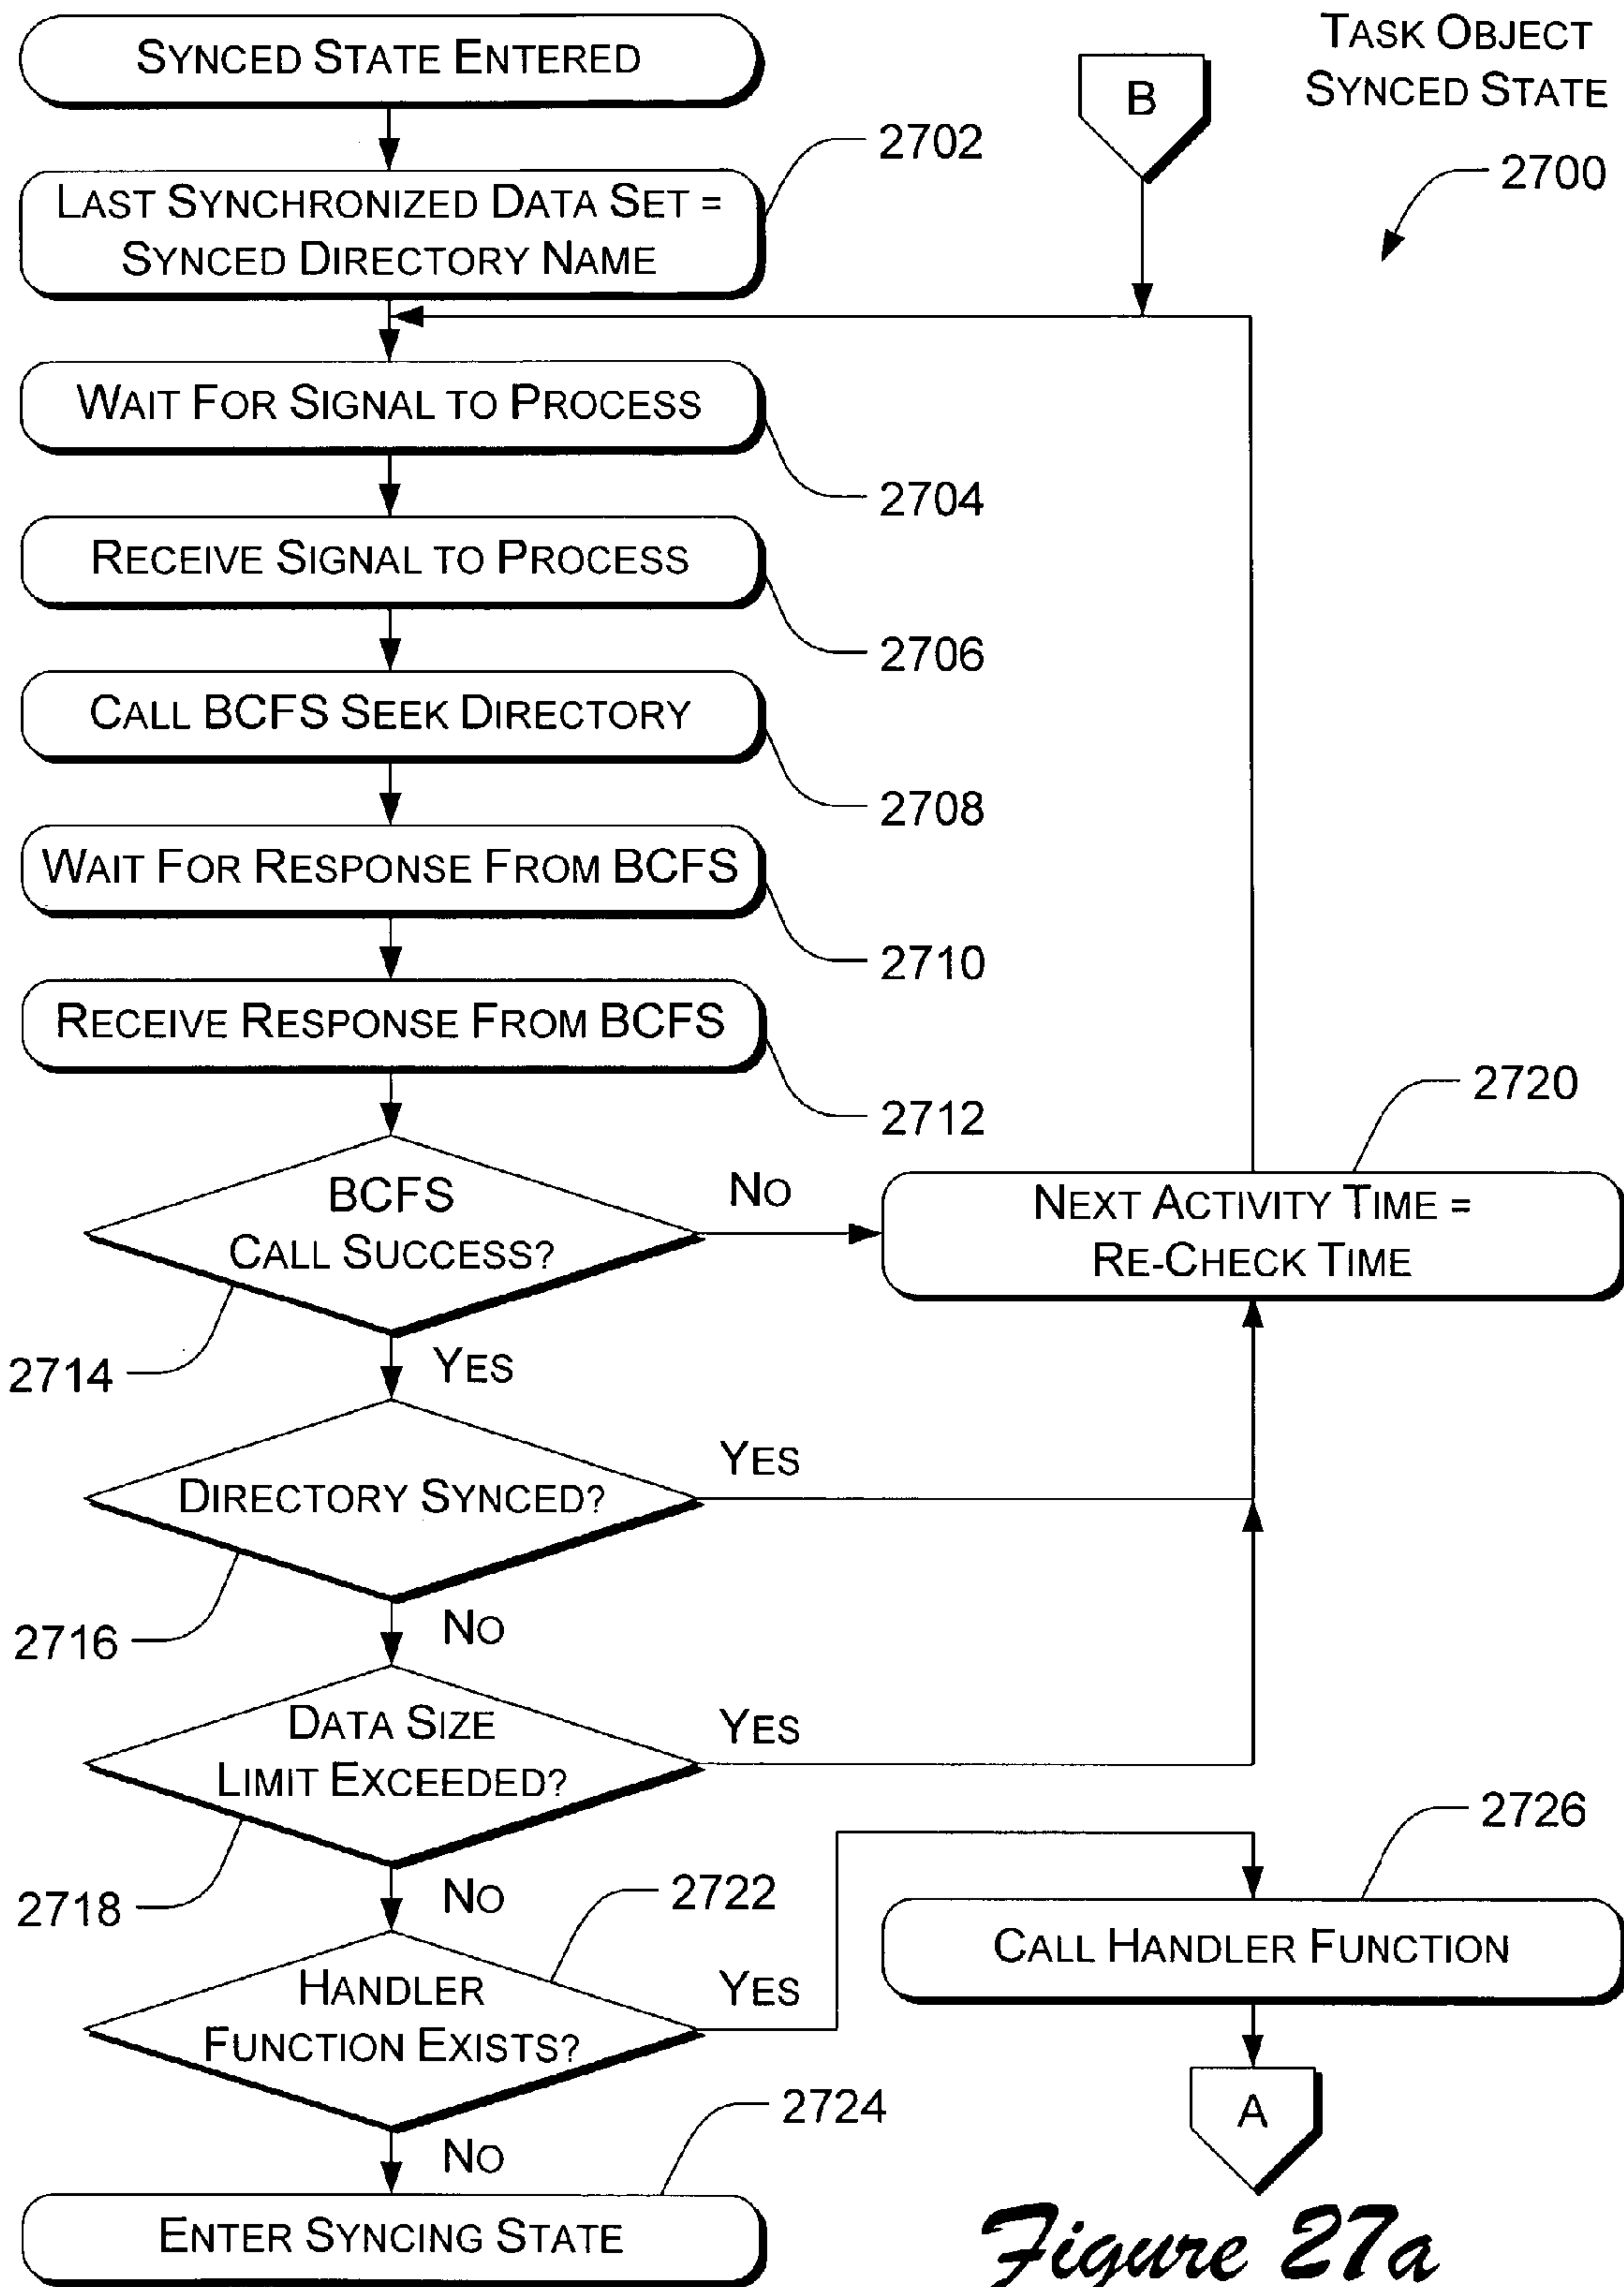 SYNCED STATE ENTERED
B
TASK OBJECT
SYNCED STATE
2700
2702
LAST SYNCHRONIZED DATA SET =
SYNCED DIRECTORY NAME
WAIT FOR SIGNAL TO PROCESS
2704
RECEIVE SIGNAL TO PROCESS
2706
CALL BCFS SEEK DIRECTORY
2708
WAIT FOR RESPONSE FROM BCFS
2710
RECEIVE RESPONSE FROM BCFS
2712
BCFS
CALL SUCCESS?
NO
2714
YES
2720
NEXT ACTIVITY TIME =
RE-CHECK TIME
DIRECTORY SYNCED?
YES
2716
NO
DATA SIZE
LIMIT EXCEEDED?
YES
2718
NO
2722
HANDLER
FUNCTION EXISTS?
YES
2726
CALL HANDLER FUNCTION
A
NO
2724
ENTER SYNCING STATE
Figure 27a